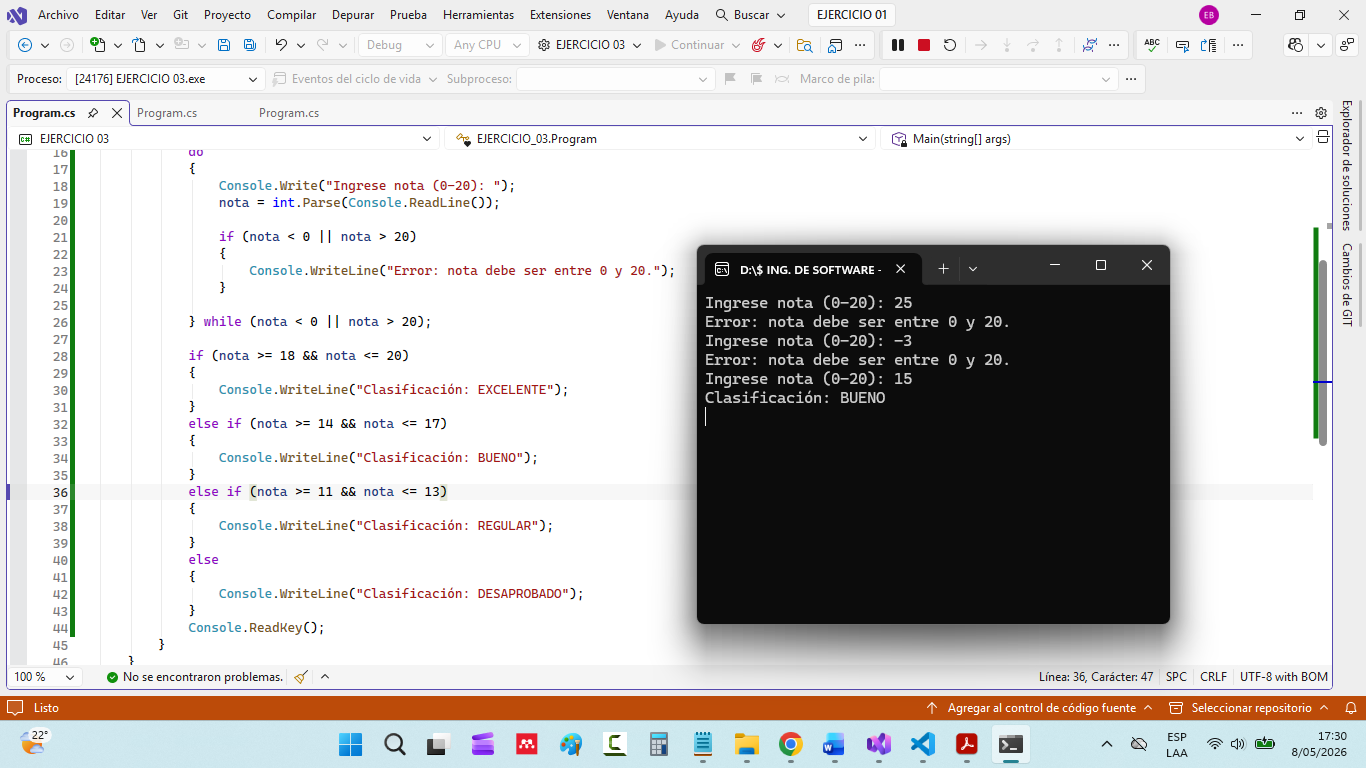 Archivo Editar Ver Git Proyecto Compilar Depurar Prueba Herramientas Extensiones Ventana Ayuda Buscar EJERCICIO 01 EB
Debug Any CPU EJERCICIO 03 Continuar
Proceso: [24176] EJERCICIO 03.exe Eventos del ciclo de vida Subproceso: Marco de pila:
Program.cs Program.cs Program.cs
EJERCICIO 03 EJERCICIO_03.Program Main(string[] args)
16 do
17 {
18 Console.Write("Ingrese nota (0-20): ");
19 nota = int.Parse(Console.ReadLine());
20
21 if (nota < 0 || nota > 20)
22 {
23 Console.WriteLine("Error: nota debe ser entre 0 y 20.");
24 }
25
26 } while (nota < 0 || nota > 20);
27
28 if (nota >= 18 && nota <= 20)
29 {
30 Console.WriteLine("Clasificación: EXCELENTE");
31 }
32 else if (nota >= 14 && nota <= 17)
33 {
34 Console.WriteLine("Clasificación: BUENO");
35 }
36 else if (nota >= 11 && nota <= 13)
37 {
38 Console.WriteLine("Clasificación: REGULAR");
39 }
40 else
41 {
42 Console.WriteLine("Clasificación: DESAPROBADO");
43 }
44 Console.ReadKey();
45 }
46 }
D:\$ ING. DE SOFTWARE -
Ingrese nota (0-20): 25
Error: nota debe ser entre 0 y 20.
Ingrese nota (0-20): -3
Error: nota debe ser entre 0 y 20.
Ingrese nota (0-20): 15
Clasificación: BUENO
Explorador de soluciones
Cambios de GIT
100 % No se encontraron problemas. Línea: 36, Carácter: 47 SPC CRLF UTF-8 with BOM
Listo Agregar al control de código fuente Seleccionar repositorio
22°
ESP
LAA
17:30
8/05/2026